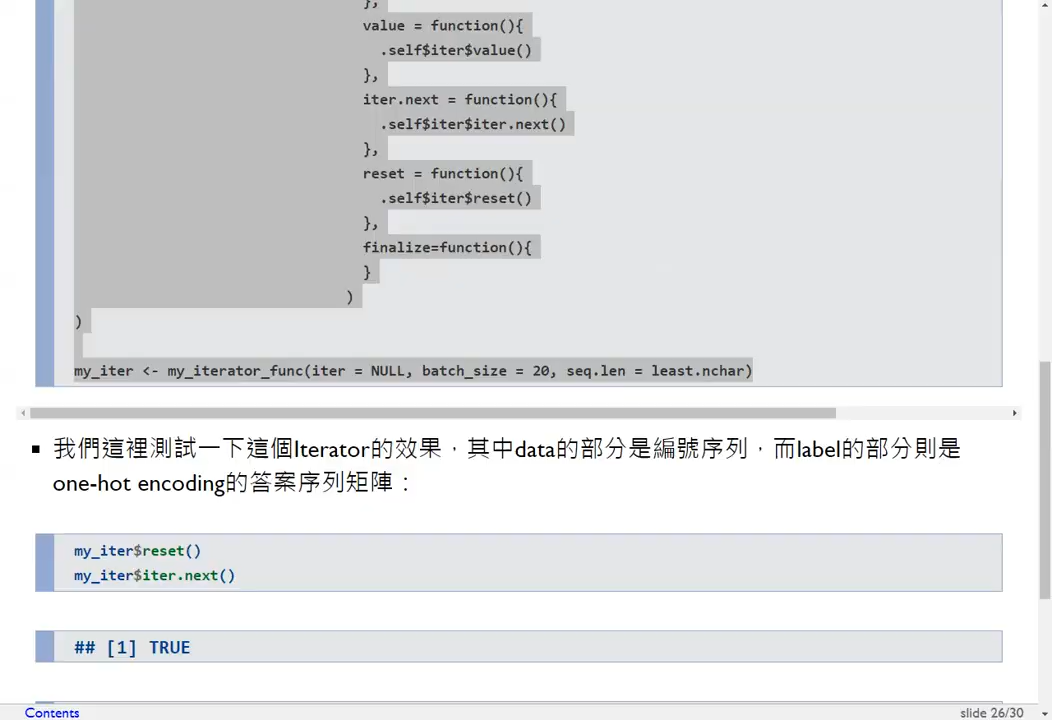 },
value = function(){
.self$iter$value()
},
iter.next = function(){
.self$iter$iter.next()
},
reset = function(){
.self$iter$reset()
},
finalize=function(){
}
)
)
my_iter <- my_iterator_func(iter = NULL, batch_size = 20, seq.len = least.nchar)
▪ 我們這裡測試一下這個Iterator的效果，其中data的部分是編號序列，而label的部分則是
one-hot encoding的答案序列矩陣：
my_iter$reset()
my_iter$iter.next()
## [1] TRUE
Contents
slide 26/30